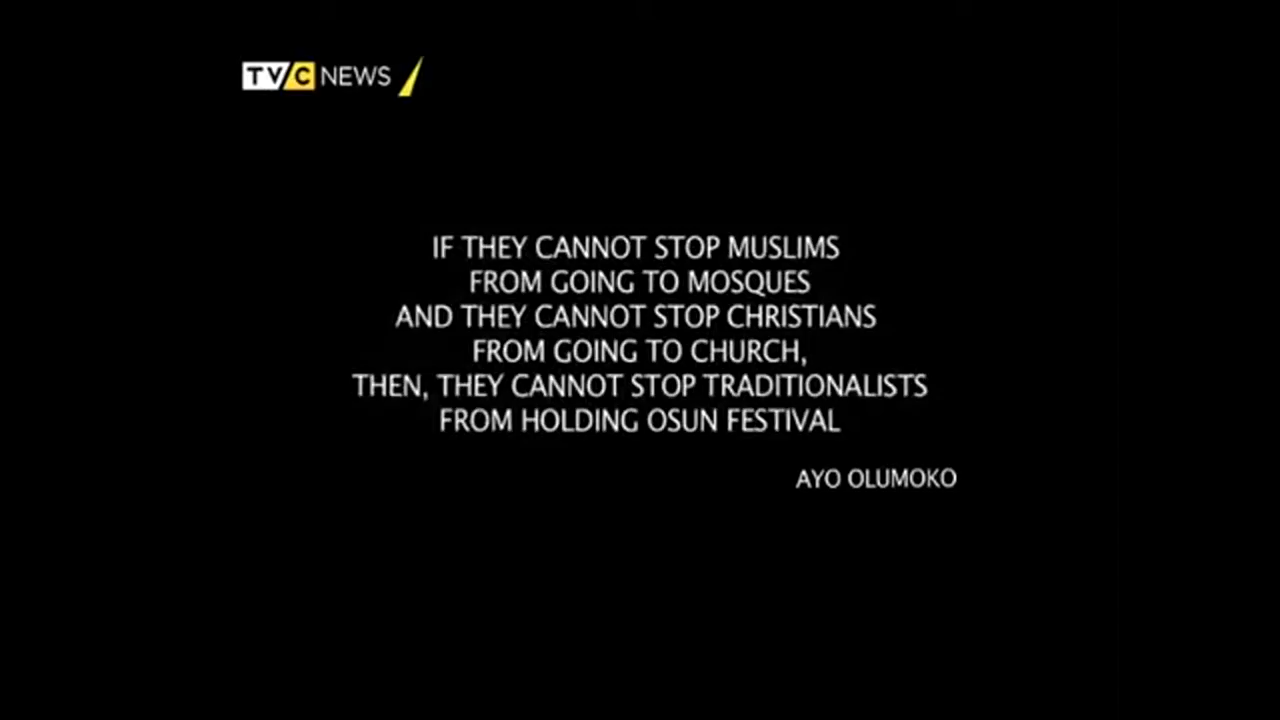 TVC NEWS
IF THEY CANNOT STOP MUSLIMS
FROM GOING TO MOSQUES
AND THEY CANNOT STOP CHRISTIANS
FROM GOING TO CHURCH,
THEN, THEY CANNOT STOP TRADITIONALISTS
FROM HOLDING OSUN FESTIVAL
AYO OLUMOKO